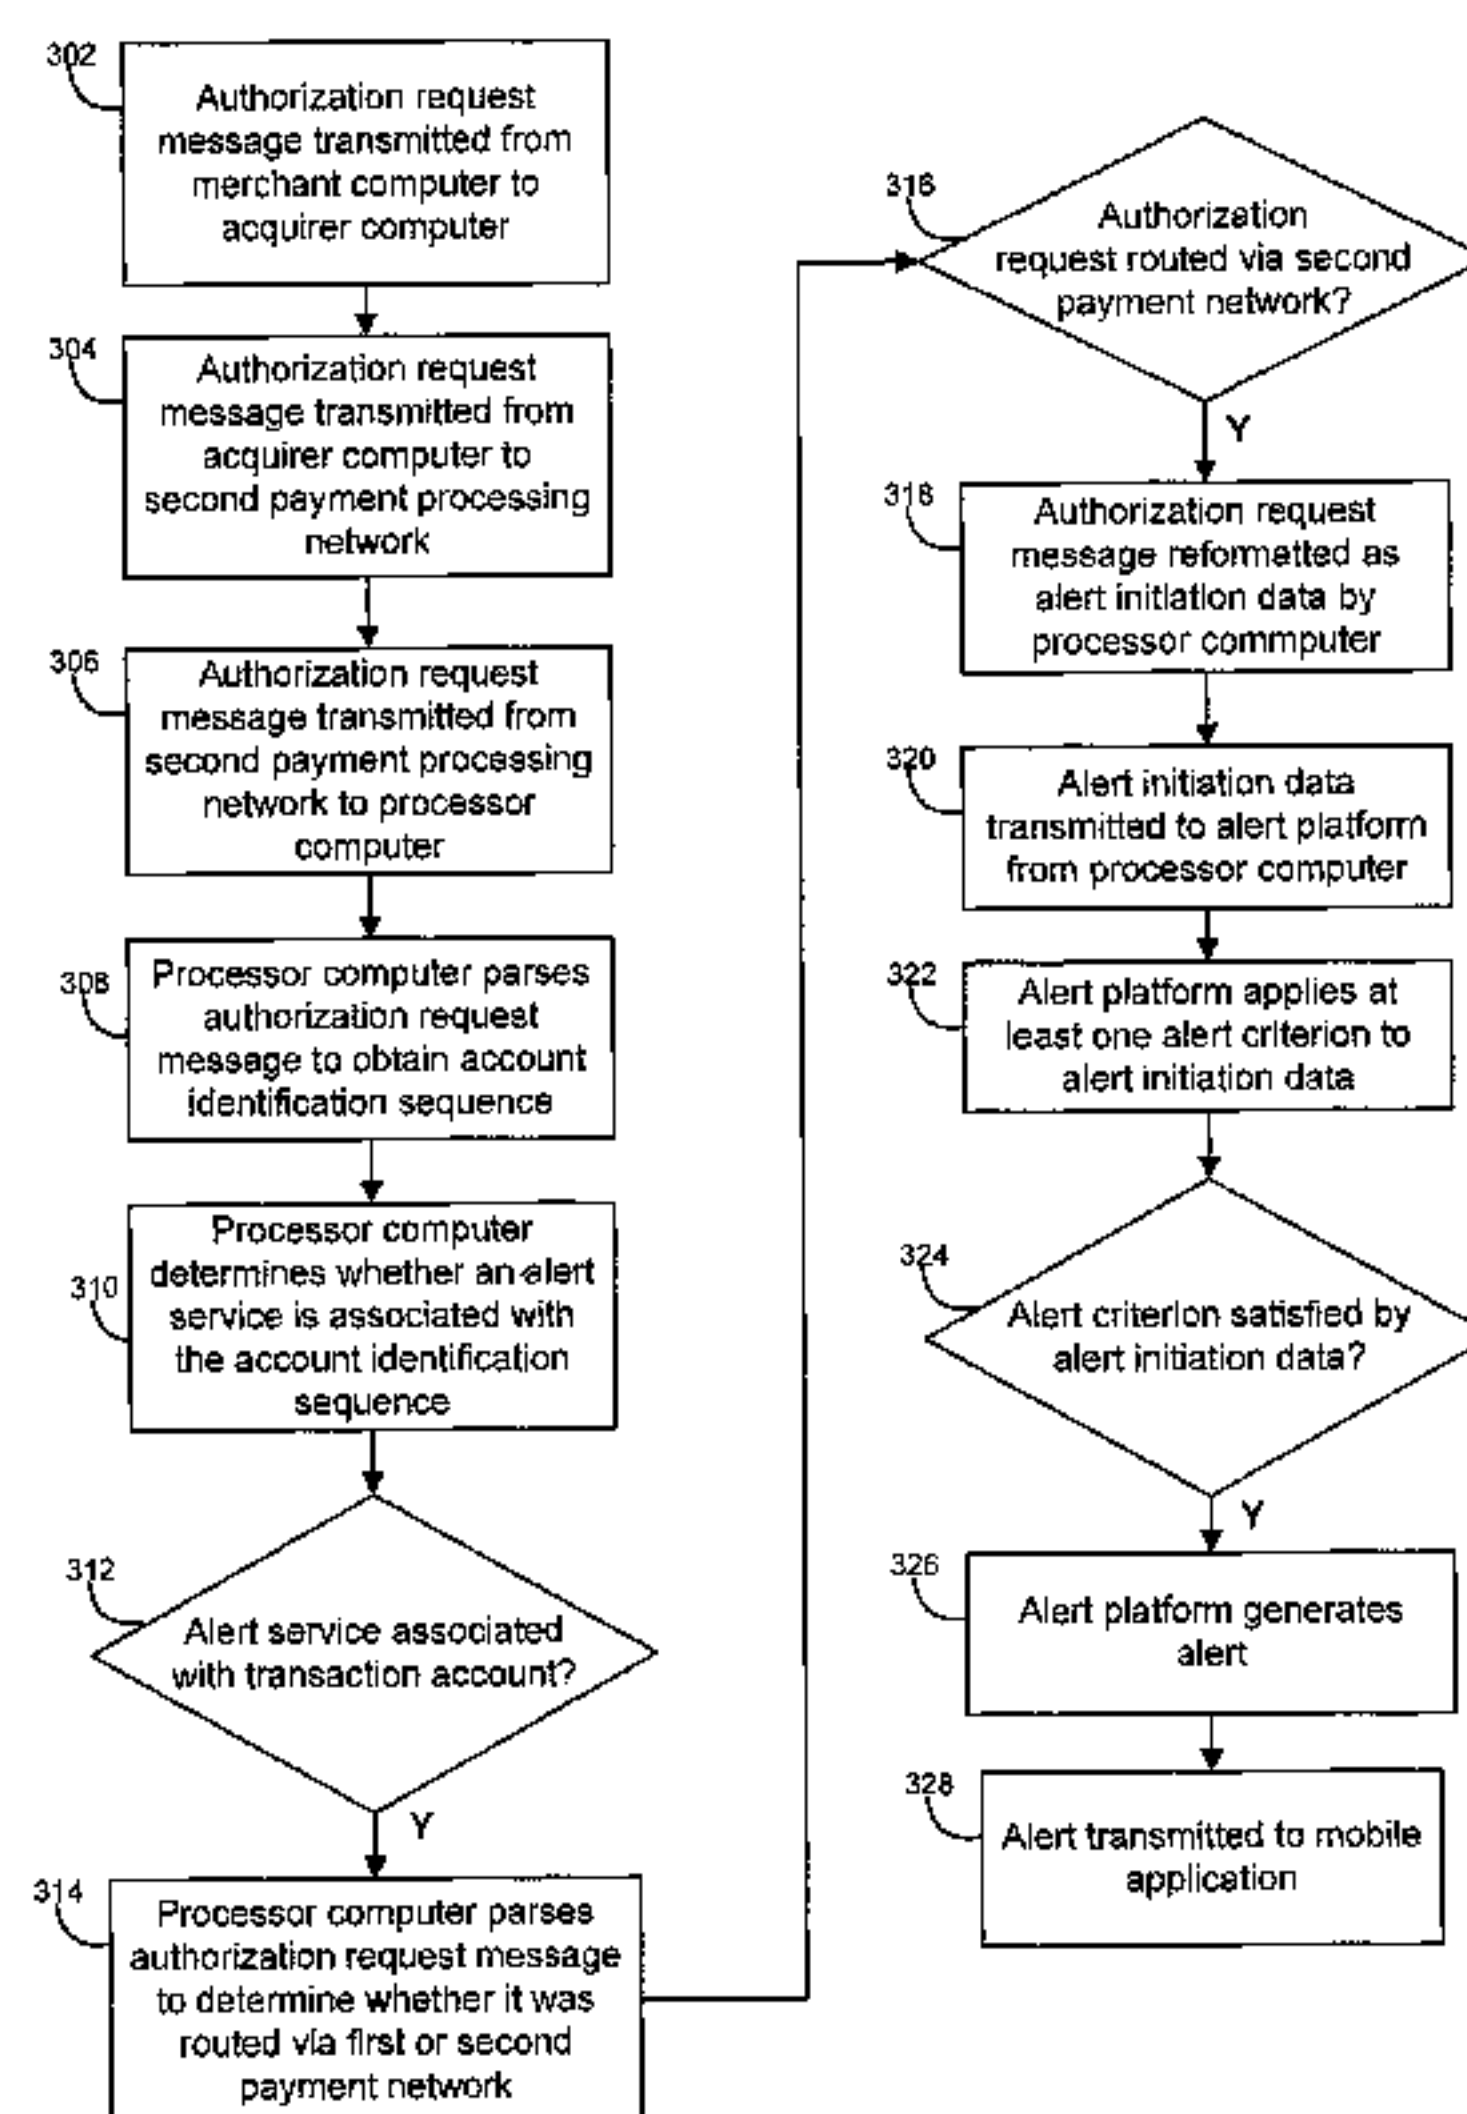 302
Authorization request
message transmitted from
merchant computer to
acquirer computer
304
Authorization request
message transmitted from
acquirer computer to
second payment processing
network
306
Authorization request
message transmitted from
second payment processing
network to processor
computer
308
Processor computer parses
authorization request
message to obtain account
identification sequence
310
Processor computer
determines whether an alert
service is associated with
the account identification
sequence
312
Alert service associated
with transaction account?
Y
314
Processor computer parses
authorization request message
to determine whether it was
routed via first or second
payment network
316
Authorization
request routed via second
payment network?
Y
318
Authorization request
message reformatted as
alert initiation data by
processor commputer
320
Alert initiation data
transmitted to alert platform
from processor computer
322
Alert platform applies at
least one alert criterion to
alert initiation data
324
Alert criterion satisfied by
alert initiation data?
Y
326
Alert platform generates
alert
328
Alert transmitted to mobile
application